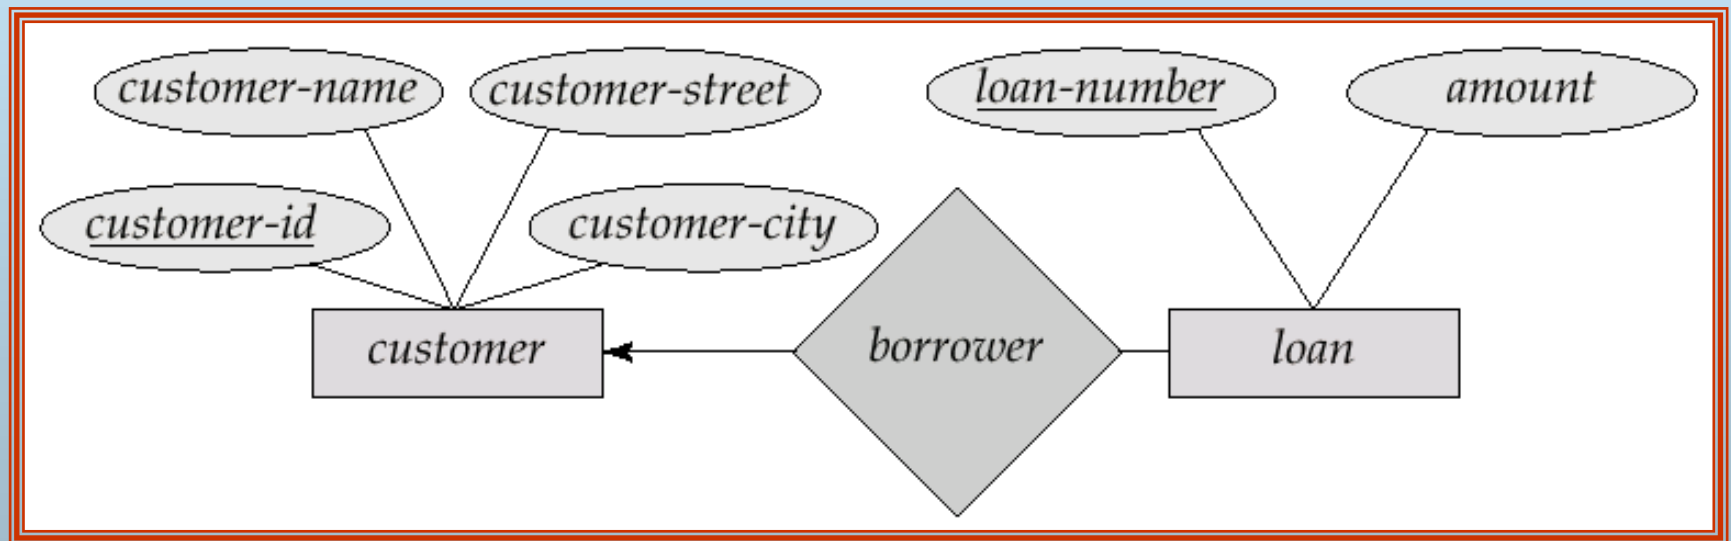 customer-name
customer-street
loan-number
amount
customer-id
customer-city
customer
borrower
loan